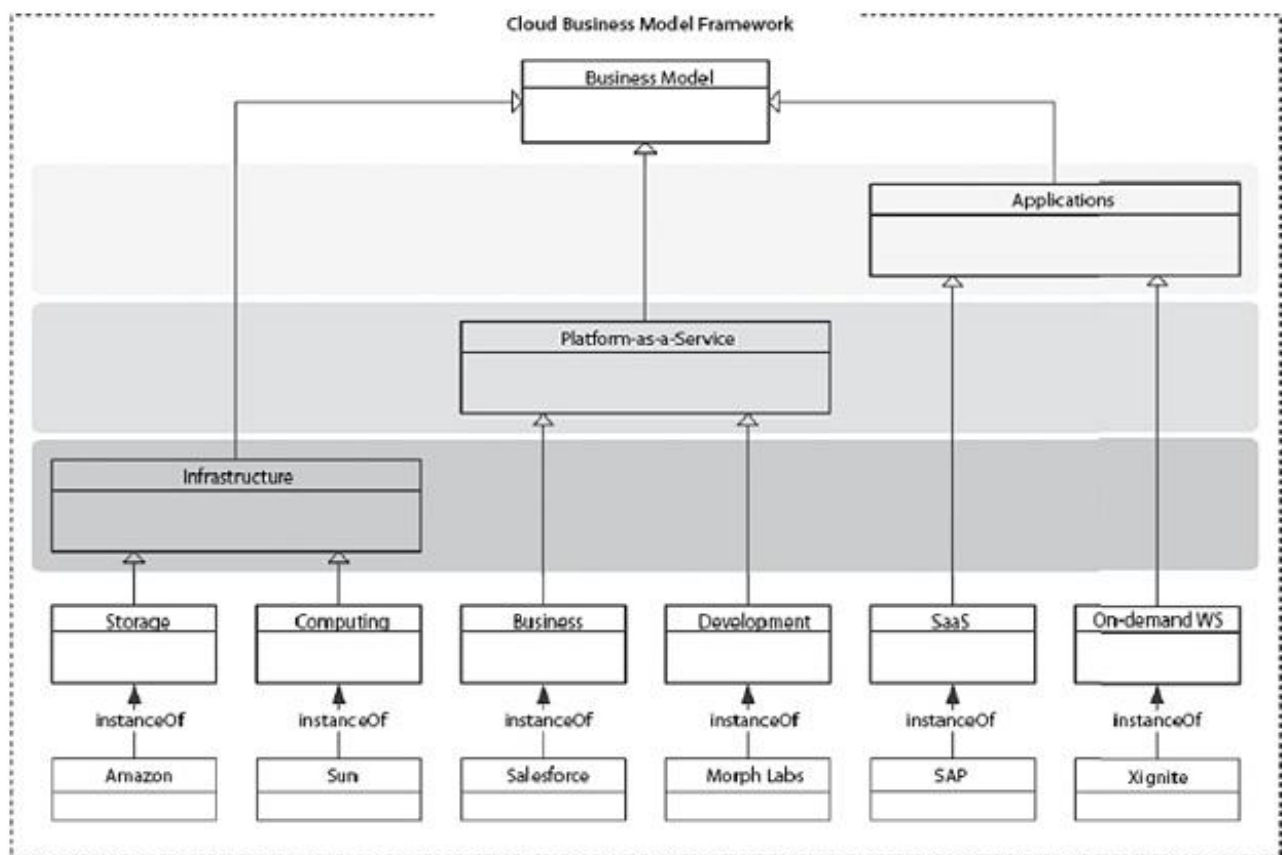 Cloud Business Model Framework
Business Model
Applications
Platform-as-a-Service
Infrastructure
Storage
Computing
Business
Development
SaaS
On-demand WS
instanceOf
instanceOf
instanceOf
instanceOf
instanceOf
instanceOf
Amazon
Sun
Salesforce
Morph Labs
SAP
Xignite